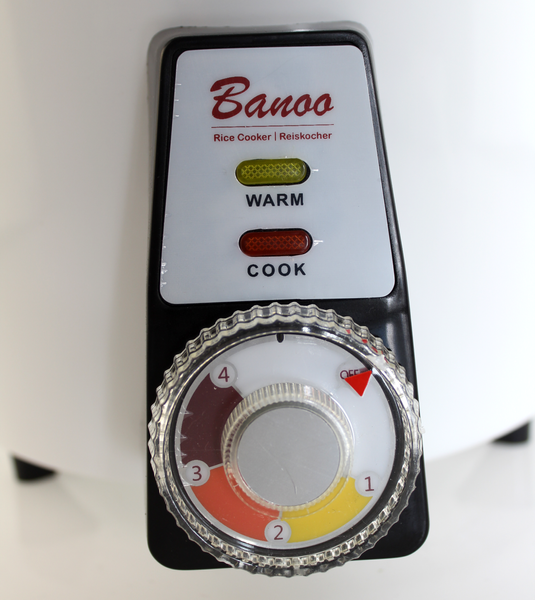 Banoo
Rice Cooker | Reiskocher
WARM
COOK
OFF
4
3
1
2